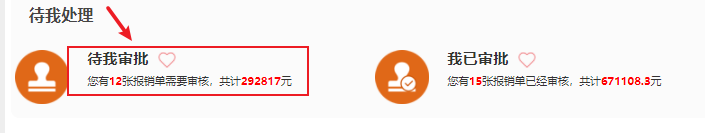 待我处理
待我审批
您有12张报销单需要审核，共计292817元
我已审批
您有15张报销单已经审核，共计671108.3元